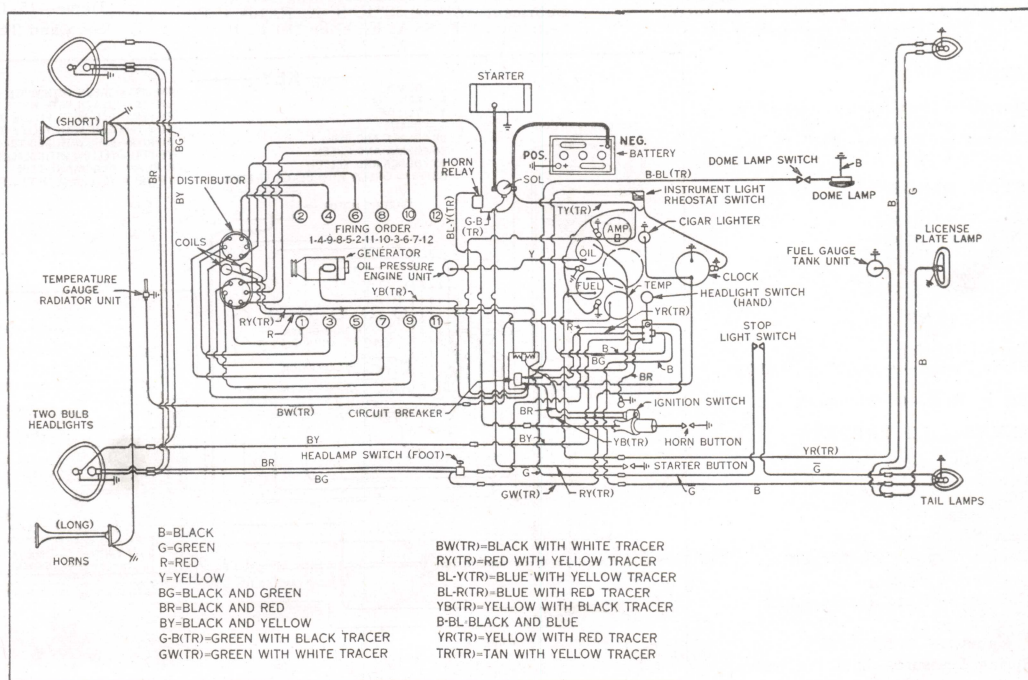 STARTER
(SHORT)
BG
BR
BY
DISTRIBUTOR
COILS
2
4
6
8
10
12
FIRING ORDER
1-4-9-8-5-2-11-10-3-6-7-12
GENERATOR
OIL PRESSURE
ENGINE UNIT
HORN
RELAY
BL-Y(TR)
G-B
(TR)
SOL
POS.
NEG.
BATTERY
+
-
B-BL(TR)
DOME LAMP SWITCH
B
DOME LAMP
INSTRUMENT LIGHT
RHEOSTAT SWITCH
TY(TR)
CIGAR LIGHTER
AMP
OIL
FUEL
TEMP
CLOCK
HEADLIGHT SWITCH
(HAND)
Y
YB(TR)
YR(TR)
R
B
BG
B
BR
FUEL GAUGE
TANK UNIT
LICENSE
PLATE LAMP
G
B
B
STOP
LIGHT SWITCH
TEMPERATURE
GAUGE
RADIATOR UNIT
RY(TR)
R
1
3
5
7
9
11
BW(TR)
CIRCUIT BREAKER
BR
IGNITION SWITCH
HORN BUTTON
YB(TR)
BY
TWO BULB
HEADLIGHTS
BY
HEADLAMP SWITCH (FOOT)
BR
BG
STARTER BUTTON
YR(TR)
G
G
G
B
GW(TR)
RY(TR)
TAIL LAMPS
(LONG)
HORNS
B=BLACK
G=GREEN
R=RED
Y=YELLOW
BG=BLACK AND GREEN
BR=BLACK AND RED
BY=BLACK AND YELLOW
G-B(TR)=GREEN WITH BLACK TRACER
GW(TR)=GREEN WITH WHITE TRACER
BW(TR)=BLACK WITH WHITE TRACER
RY(TR)=RED WITH YELLOW TRACER
BL-Y(TR)=BLUE WITH YELLOW TRACER
BL-R(TR)=BLUE WITH RED TRACER
YB(TR)=YELLOW WITH BLACK TRACER
B-BL-BLACK AND BLUE
YR(TR)=YELLOW WITH RED TRACER
TR(TR)=TAN WITH YELLOW TRACER